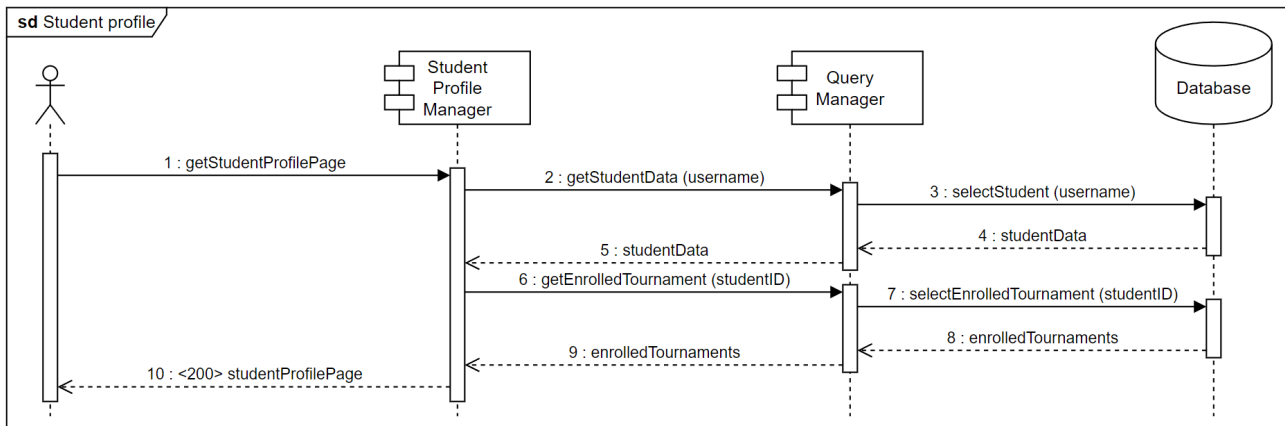 sd Student profile
Student
Profile
Manager
Query
Manager
Database
1 : getStudentProfilePage
2 : getStudentData (username)
3 : selectStudent (username)
4 : studentData
5 : studentData
6 : getEnrolledTournament (studentID)
7 : selectEnrolledTournament (studentID)
8 : enrolledTournaments
9 : enrolledTournaments
10 : <200> studentProfilePage